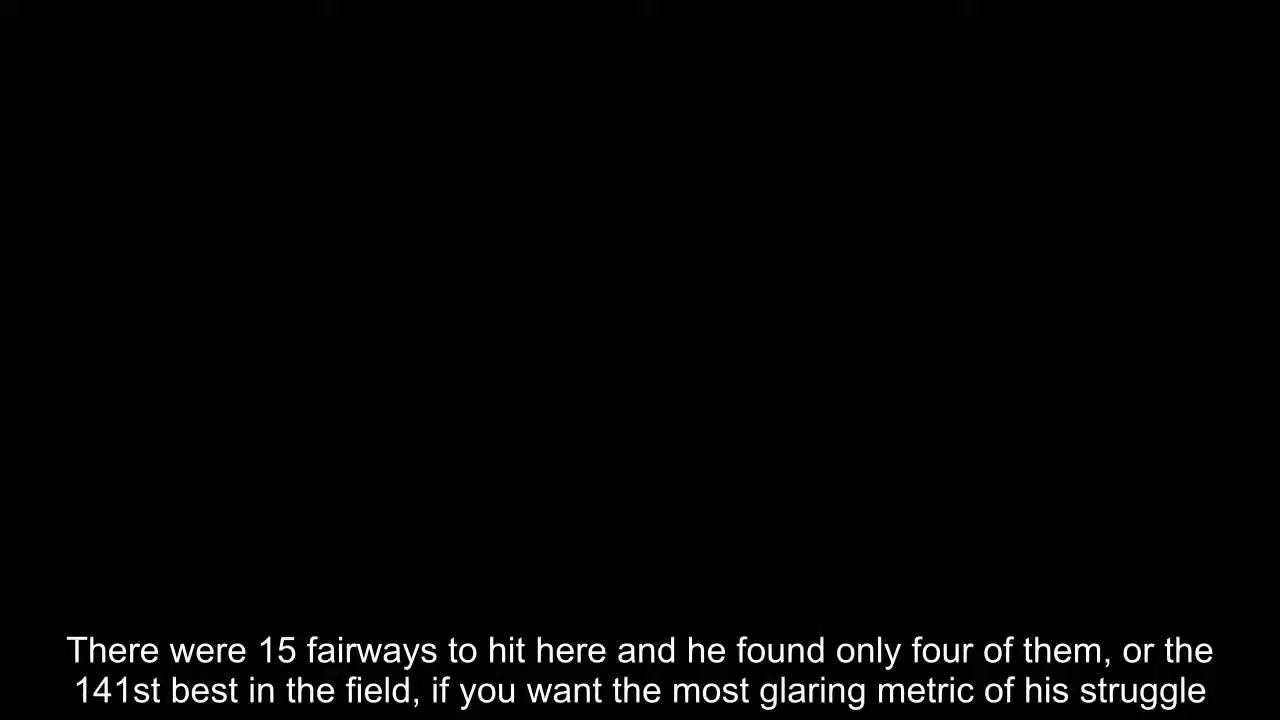 There were 15 fairways to hit here and he found only four of them, or the
141st best in the field, if you want the most glaring metric of his struggle